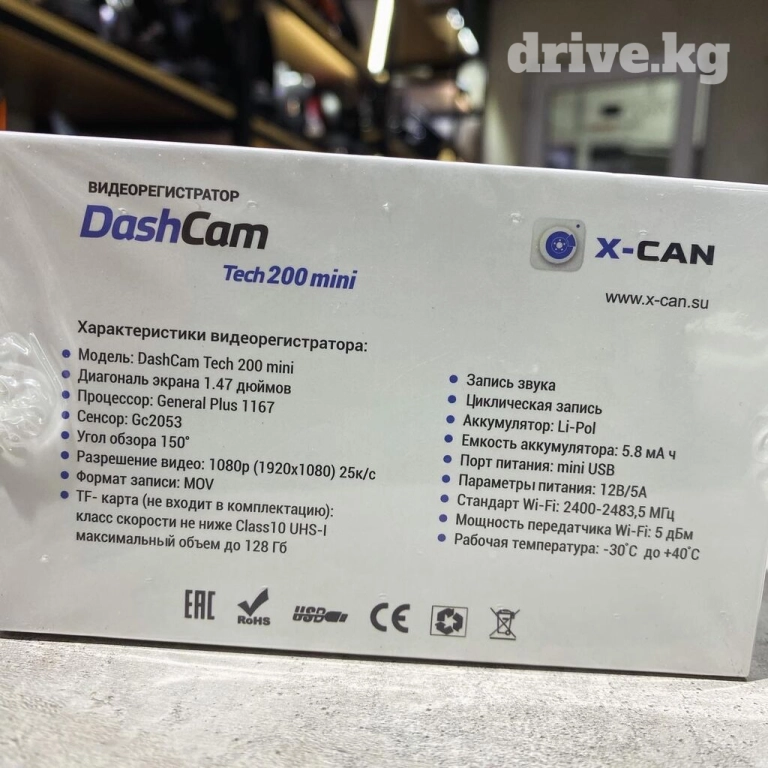 drive.kg
ВИДЕОРЕГИСТРАТОР
DashCam
Tech 200 mini
X-CAN
www.x-can.su
Характеристики видеорегистратора:
Модель: DashCam Tech 200 mini
Диагональ экрана 1.47 дюймов
Процессор: General Plus 1167
Сенсор: Gc2053
Угол обзора 150°
Разрешение видео: 1080p (1920x1080) 25к/с
Формат записи: MOV
TF- карта (не входит в комплектацию):
класс скорости не ниже Class10 UHS-I
максимальный объем до 128 Гб
Запись звука
Циклическая запись
Аккумулятор: Li-Pol
Емкость аккумулятора: 5.8 мА ч
Порт питания: mini USB
Параметры питания: 12В/5А
Стандарт Wi-Fi: 2400-2483,5 МГц
Мощность передатчика Wi-Fi: 5 дБм
Рабочая температура: -30°C до +40°C
EAC
RoHS
USB
CE